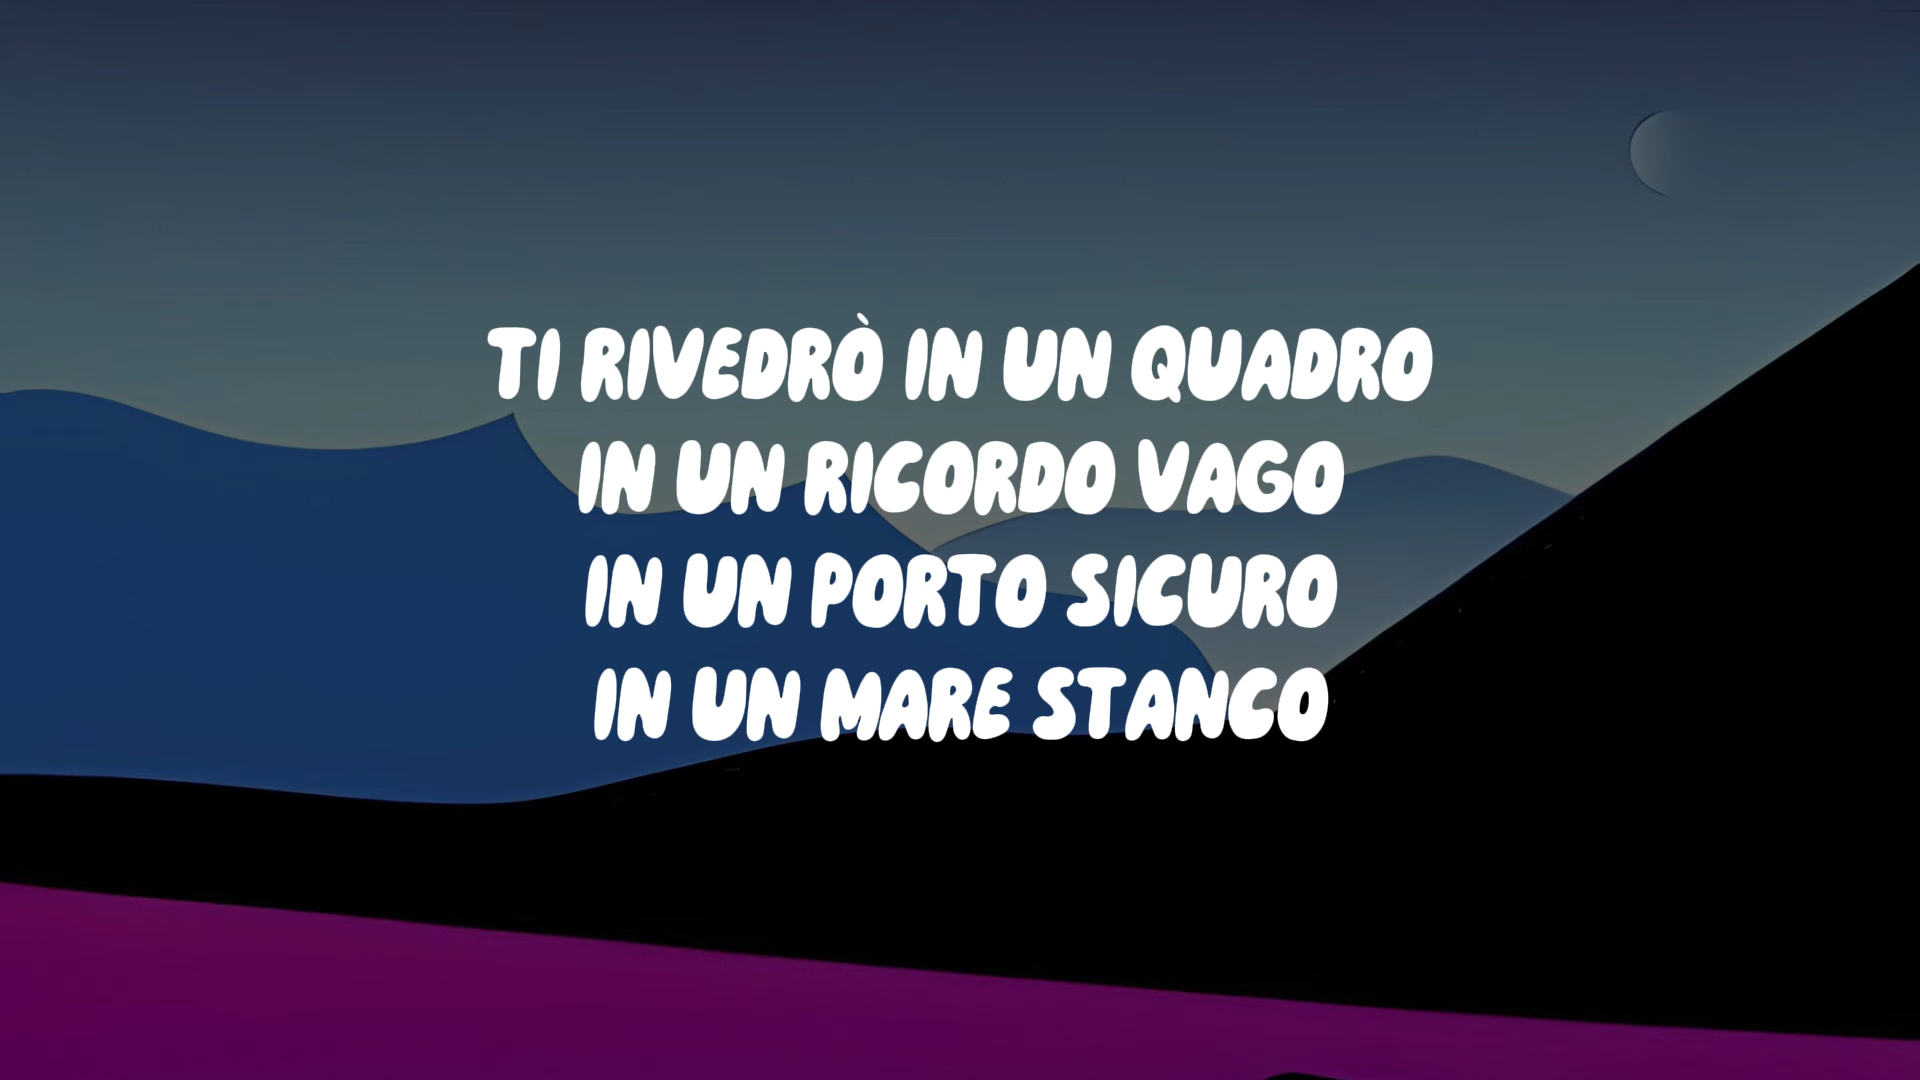 TI RIVEDRÒ IN UN QUADRO
IN UN RICORDO VAGO
IN UN PORTO SICURO
IN UN MARE STANCO